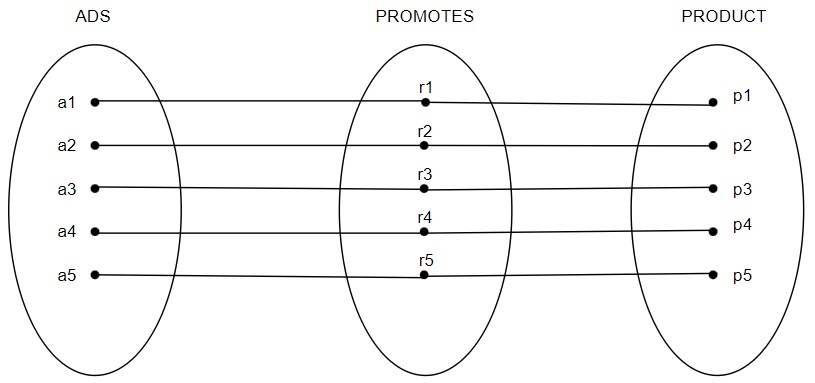 ADS PROMOTES PRODUCT
a1 r1 p1
a2 r2 p2
a3 r3 p3
a4 r4 p4
a5 r5 p5